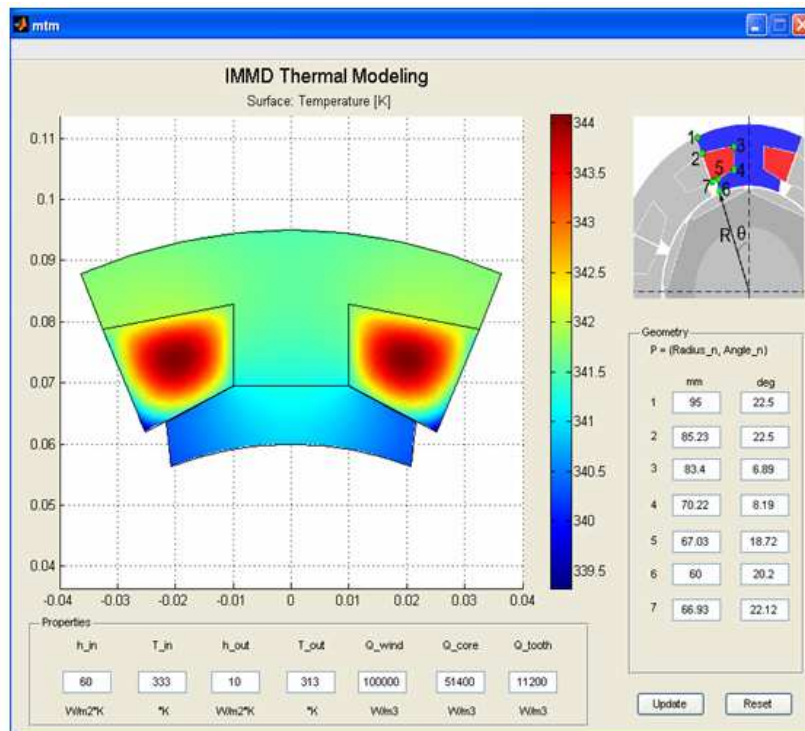 mtm
IMMD Thermal Modeling
Surface: Temperature [K]
0.11
0.1
0.09
0.08
0.07
0.06
0.05
0.04
-0.04 -0.03 -0.02 -0.01 0 0.01 0.02 0.03 0.04
344
343.5
343
342.5
342
341.5
341
340.5
340
339.5
1
2
3
4
5
6
7
R
θ
Geometry
P = (Radius_n, Angle_n)
mm deg
1 95 22.5
2 85.23 22.5
3 83.4 6.89
4 70.22 8.19
5 67.03 18.72
6 60 20.2
7 66.93 22.12
Properties
h_in T_in h_out T_out Q_wind Q_core Q_tooth
60 333 10 313 100000 51400 11200
W/m2*K *K W/m2*K *K W/m3 W/m3 W/m3
Update Reset